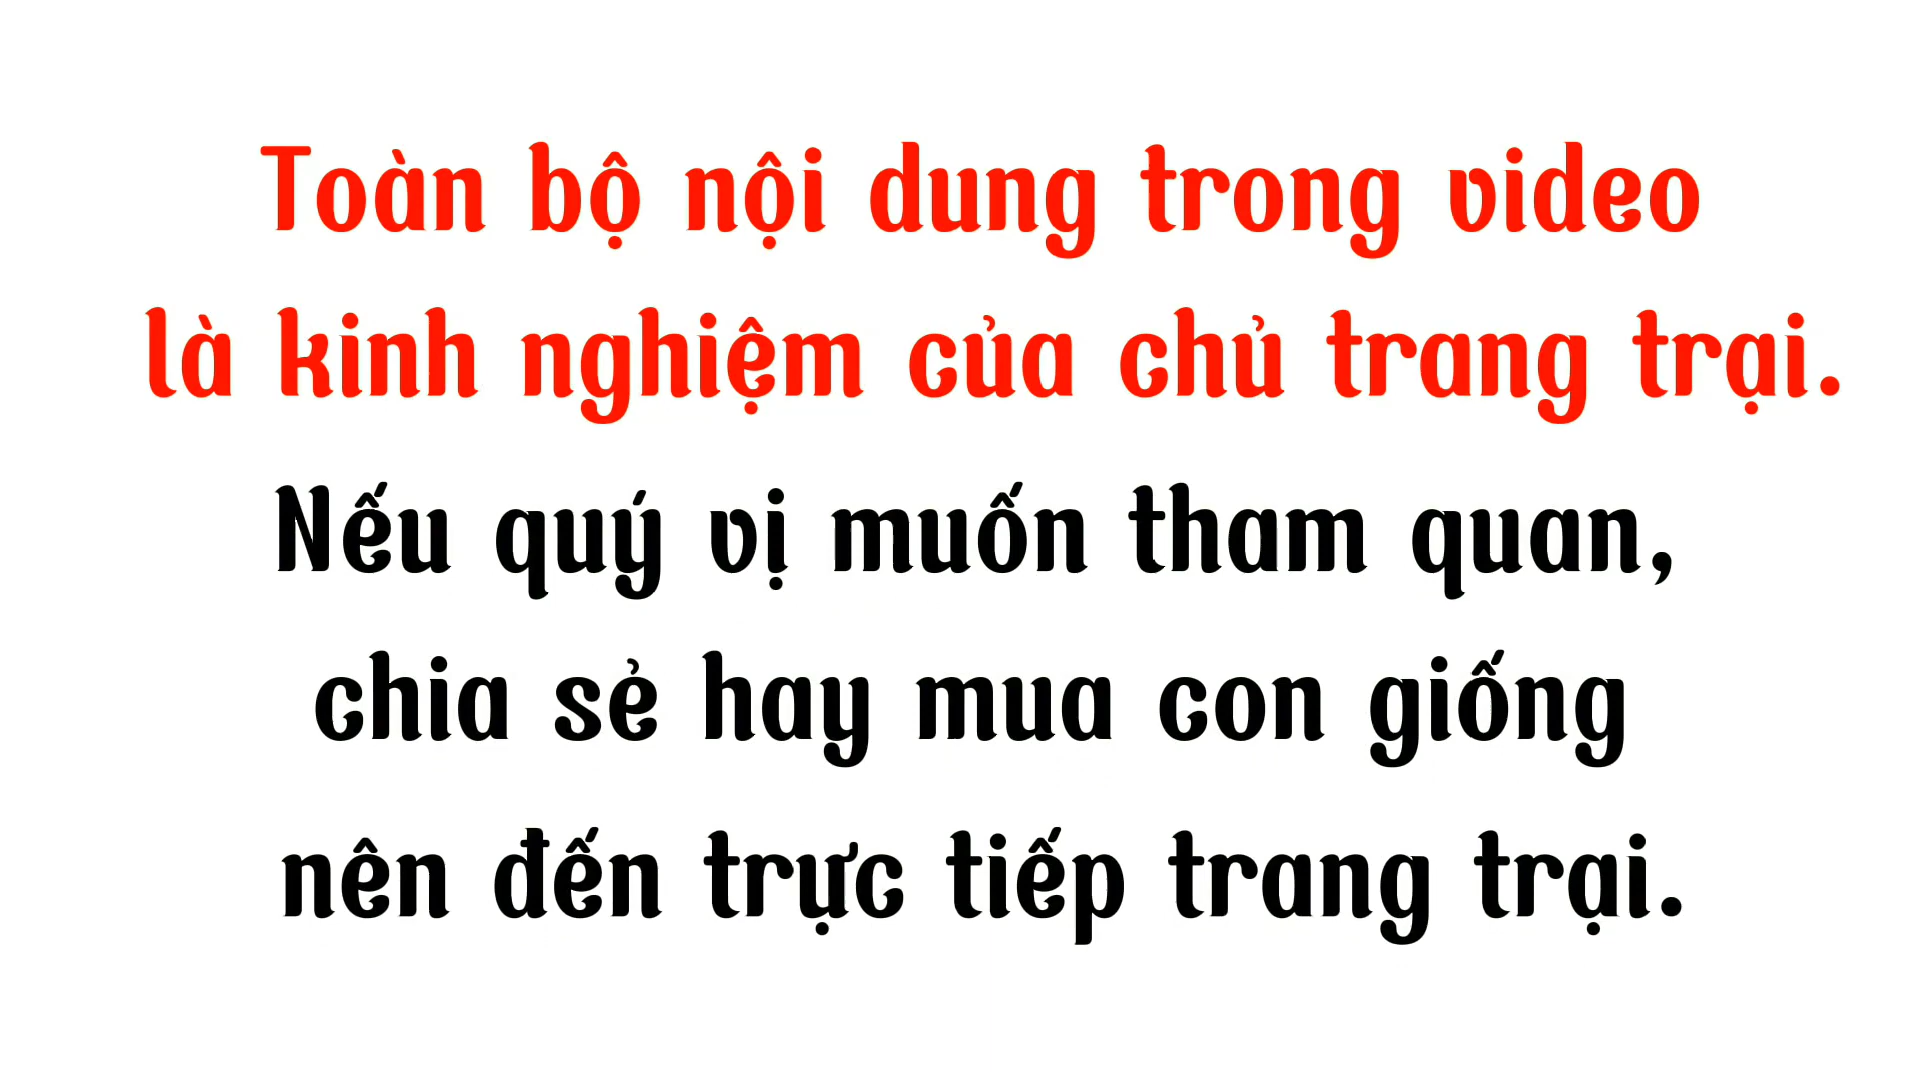 Toàn bộ nội dung trong video
là kinh nghiệm của chủ trang trại.
Nếu quý vị muốn tham quan,
chia sẻ hay mua con giống
nên đến trực tiếp trang trại.